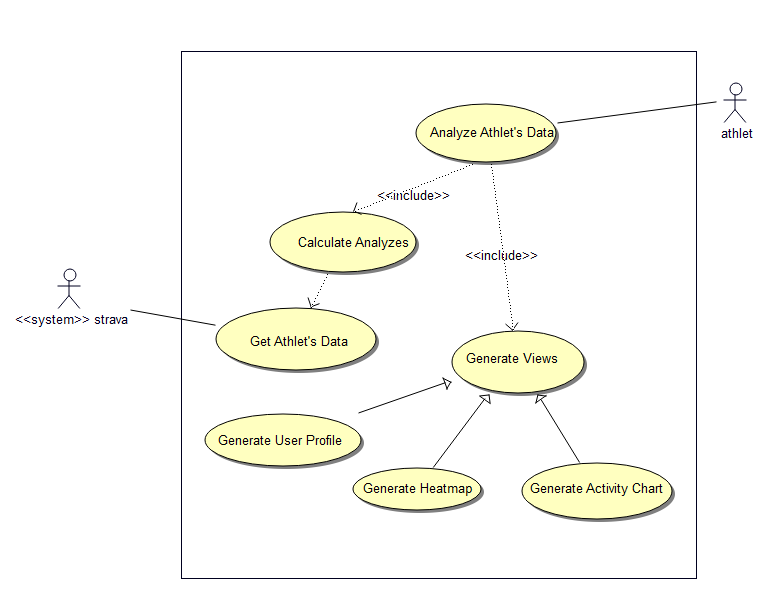 Analyze Athlet's Data
athlet
<<include>>
Calculate Analyzes
<<include>>
<<system>> strava
Get Athlet's Data
Generate Views
Generate User Profile
Generate Heatmap
Generate Activity Chart